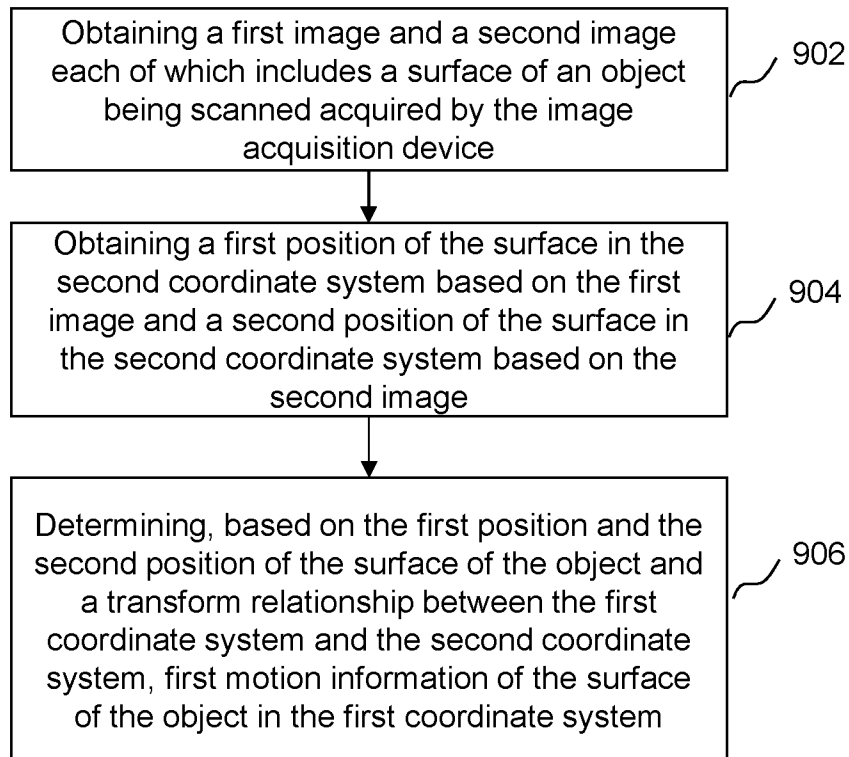 Obtaining a first image and a second image
each of which includes a surface of an object
being scanned acquired by the image
acquisition device
902
Obtaining a first position of the surface in the
second coordinate system based on the first
image and a second position of the surface in
the second coordinate system based on the
second image
904
Determining, based on the first position and the
second position of the surface of the object and
a transform relationship between the first
coordinate system and the second coordinate
system, first motion information of the surface
of the object in the first coordinate system
906